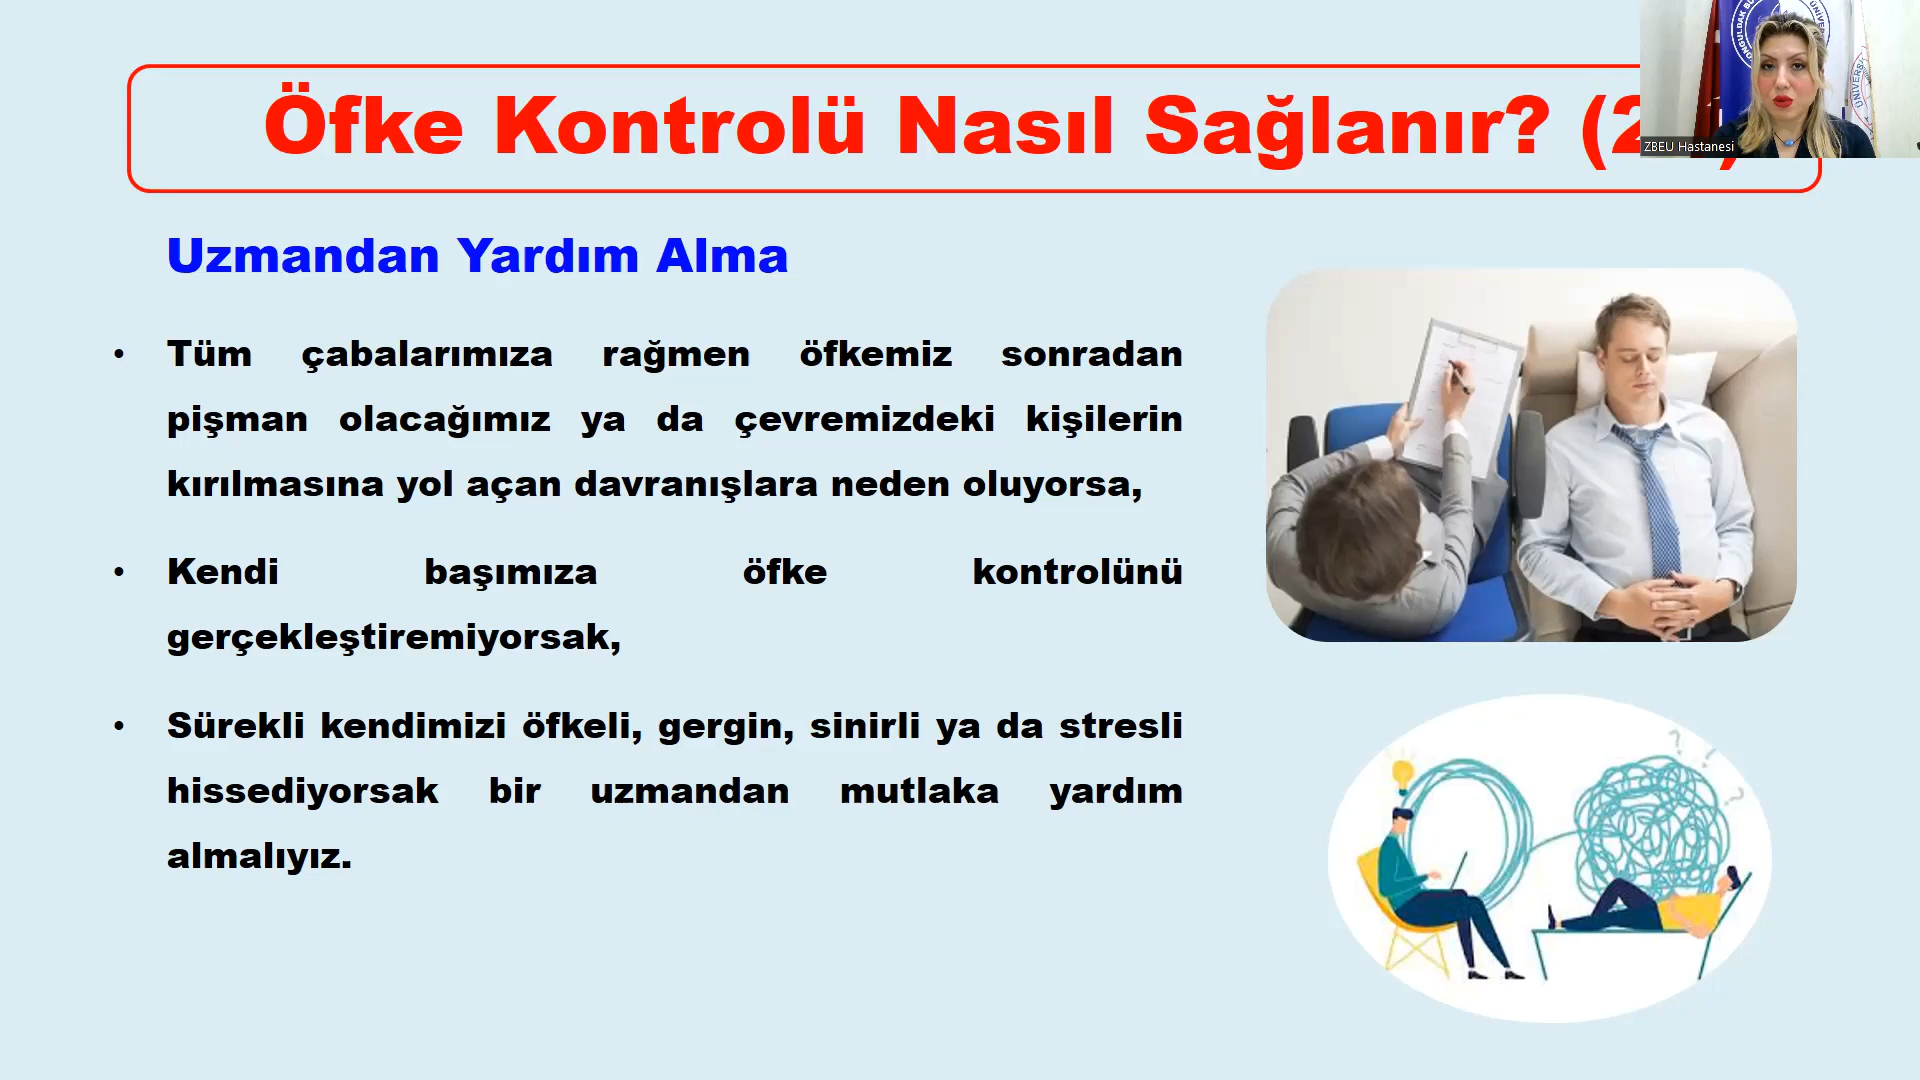 Öfke Kontrolü Nasıl Sağlanır?
ZBEU Hastanesi
Uzmandan Yardım Alma
• Tüm çabalarımıza rağmen öfkemiz sonradan
pişman olacağımız ya da çevremizdeki kişilerin
kırılmasına yol açan davranışlara neden oluyorsa,
• Kendi başımıza öfke kontrolünü
gerçekleştiremiyorsak,
• Sürekli kendimizi öfkeli, gergin, sinirli ya da stresli
hissediyorsak bir uzmandan mutlaka yardım
almalıyız.